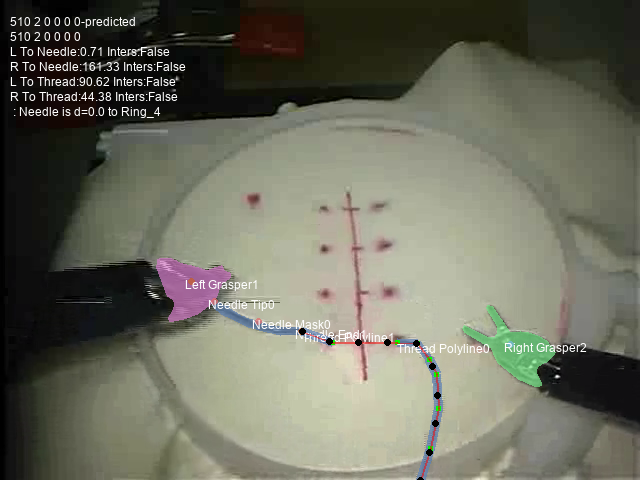 510 2 0 0 0 0-predicted
510 2 0 0 0 0
L To Needle:0.71 Inters:False
R To Needle:161.33 Inters:False
L To Thread:90.62 Inters:False
R To Thread:44.38 Inters:False
: Needle is d=0.0 to Ring_4
Left Grasper1
Needle Tip0
Needle Mask0
Thread Polyline1
Thread Polyline0
Right Grasper2